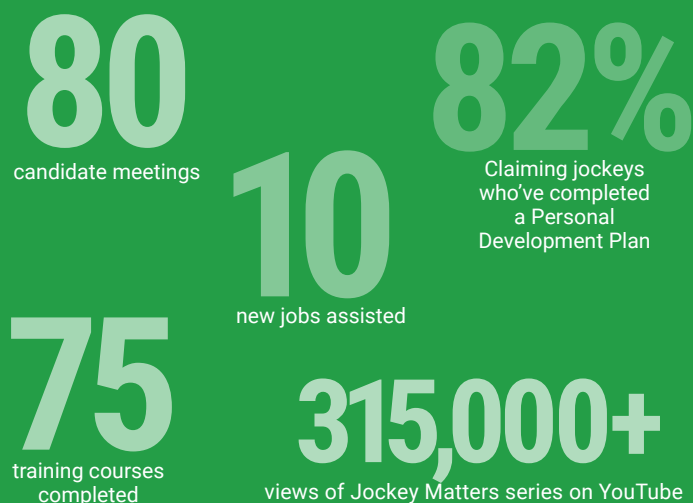 80
candidate meetings
82%
Claiming jockeys
who've completed
a Personal
Development Plan
10
new jobs assisted
75
training courses
completed
315,000+
views of Jockey Matters series on YouTube